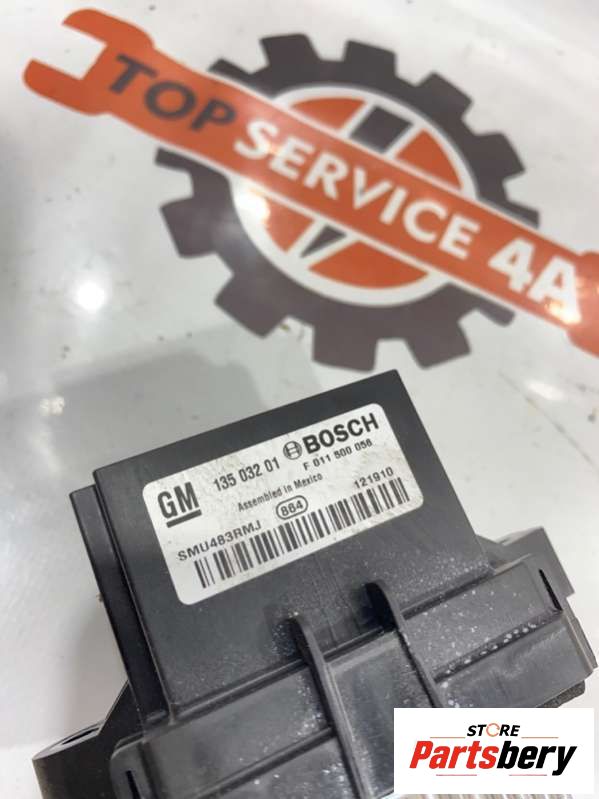 TOP
SERVICE
4A
GM
135 032 01
BOSCH
F 011 500 056
Assembled in Mexico
SMU483RMJ
864
121910
STORE
Partsbery